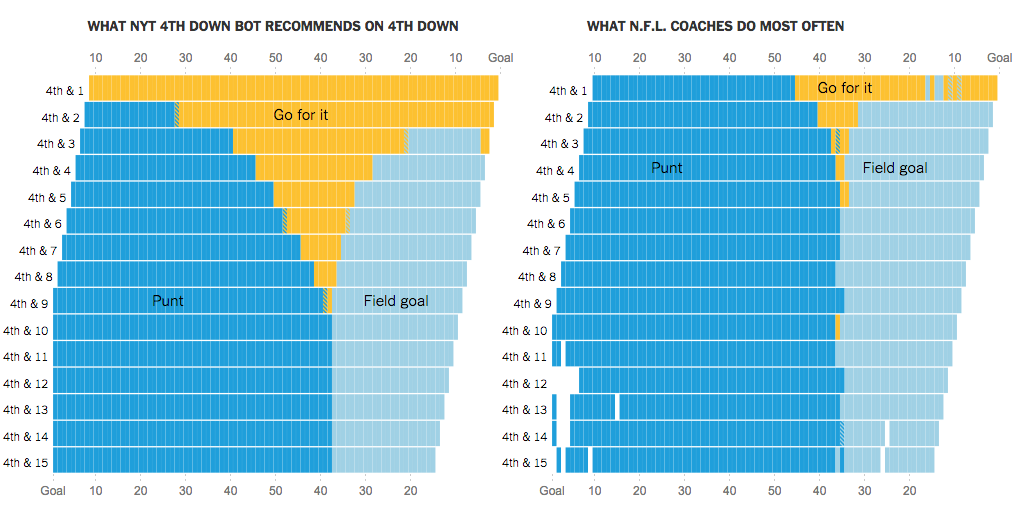 WHAT NYT 4TH DOWN BOT RECOMMENDS ON 4TH DOWN
10 20 30 40 50 40 30 20 10 Goal
4th & 1
4th & 2 Go for it
4th & 3
4th & 4
4th & 5
4th & 6
4th & 7
4th & 8
4th & 9 Punt Field goal
4th & 10
4th & 11
4th & 12
4th & 13
4th & 14
4th & 15
Goal 10 20 30 40 50 40 30 20
WHAT N.F.L. COACHES DO MOST OFTEN
10 20 30 40 50 40 30 20 10 Goal
4th & 1 Go for it
4th & 2
4th & 3
4th & 4 Punt Field goal
4th & 5
4th & 6
4th & 7
4th & 8
4th & 9
4th & 10
4th & 11
4th & 12
4th & 13
4th & 14
4th & 15
Goal 10 20 30 40 50 40 30 20